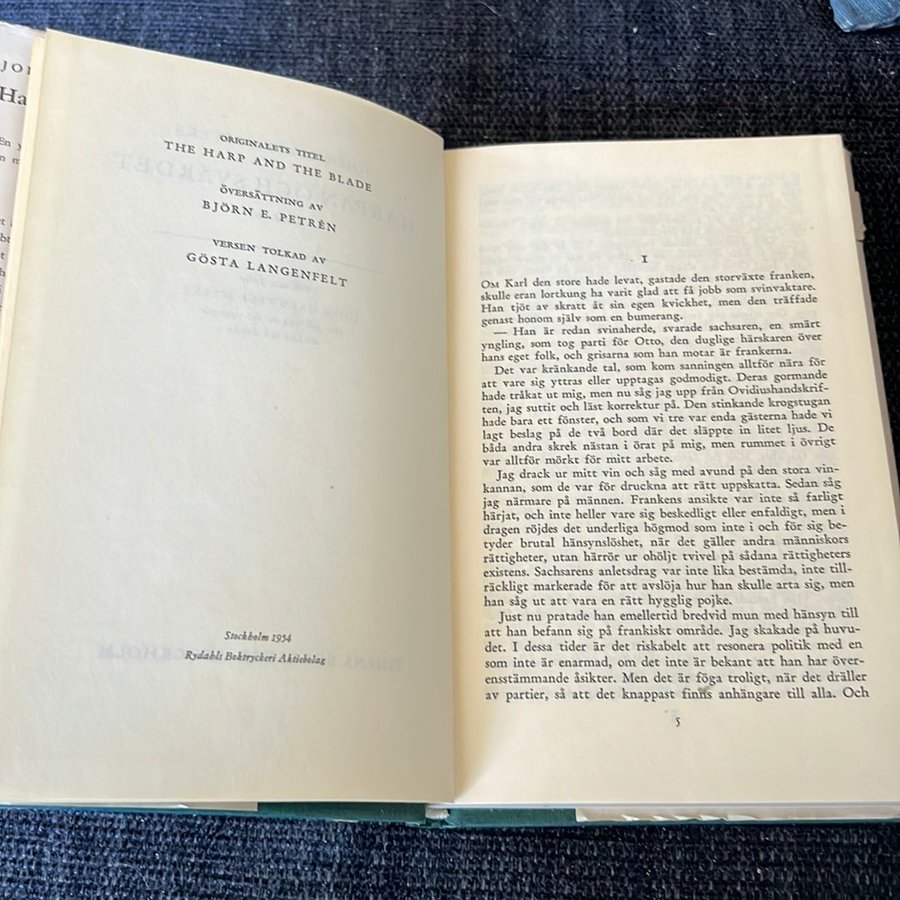 JO
Ha
En
ORIGINALETS TITEL
THE HARP AND THE BLADE
ÖVERSÄTTNING AV
BJÖRN E. PETRÉN
VERSEN TOLKAD AV
GÖSTA LANGENFELT
Stockholm 1954
Rydahls Boktryckeri Aktiebolag
I
OM Karl den store hade levat, gastade den storväxte franken,
skulle eran lortkung ha varit glad att få jobb som svinvaktare.
Han tjöt av skratt åt sin egen kvickhet, men den träffade
genast honom själv som en bumerang.
— Han är redan svinaherde, svarade sachsaren, en smärt
yngling, som tog parti för Otto, den duglige härskaren över
hans eget folk, och grisarna som han motar är frankerna.
Det var kränkande tal, som kom sanningen alltför nära för
att vare sig yttras eller upptagas godmodigt. Deras gormande
hade tråkat ut mig, men nu såg jag upp från Ovidiushandskrif-
ten, jag suttit och läst korrektur på. Den stinkande krogstugan
hade bara ett fönster, och som vi tre var enda gästerna hade vi
lagt beslag på de två bord där det släppte in litet ljus. De
båda andra skrek nästan i örat på mig, men rummet i övrigt
var alltför mörkt för mitt arbete.
Jag drack ur mitt vin och såg med avund på den stora vin-
kannan, som de var för druckna att rätt uppskatta. Sedan såg
jag närmare på männen. Frankens ansikte var inte så farligt
härjat, och inte heller vare sig beskedligt eller enfaldigt, men i
dragen röjdes det underliga högmod som inte i och för sig be-
tyder brutal hänsynslöshet, när det gäller andra människors
rättigheter, utan härrör ur ohöljt tvivel på sådana rättigheters
existens. Sachsarens anletsdrag var inte lika bestämda, inte till-
räckligt markerade för att avslöja hur han skulle arta sig, men
han såg ut att vara en rätt hygglig pojke.
Just nu pratade han emellertid bredvid mun med hänsyn till
att han befann sig på frankiskt område. Jag skakade på huvu-
det. I dessa tider är det riskabelt att resonera politik med en
som inte är enarmad, om det inte är bekant att han har över-
ensstämmande åsikter. Men det är föga troligt, när det dräller
av partier, så att det knappast finns anhängare till alla. Och
5